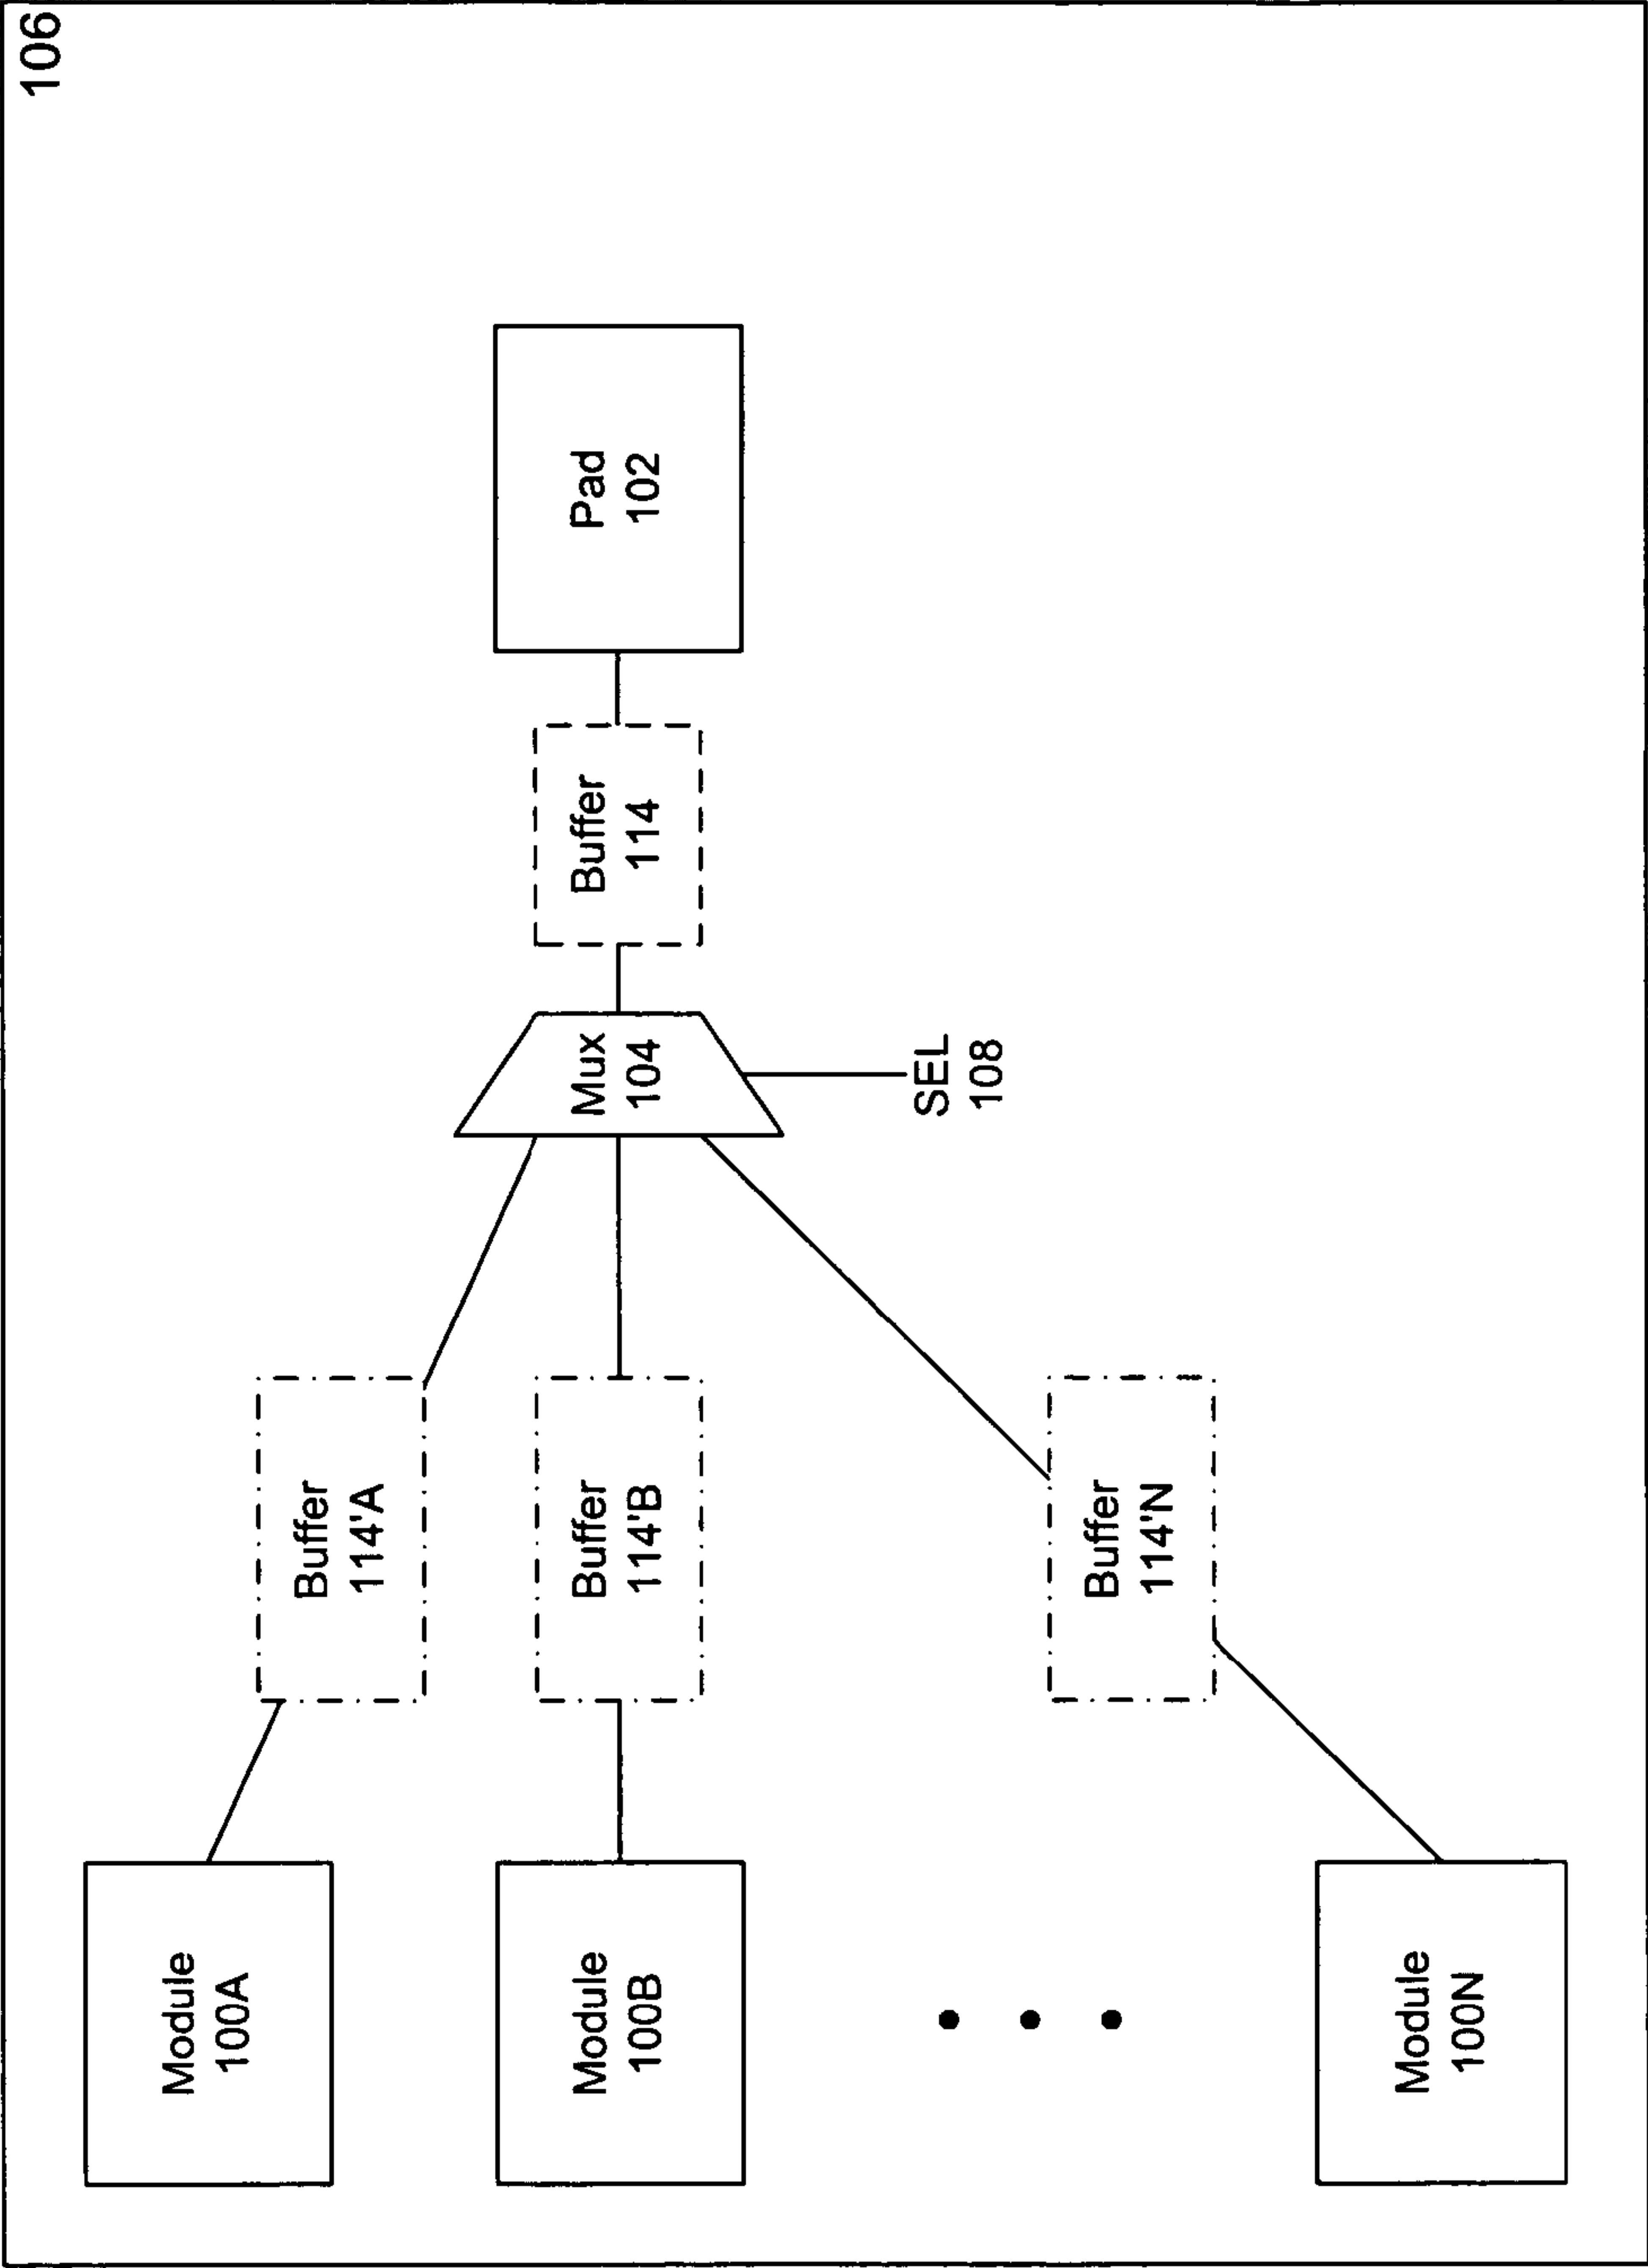 106
Module
100A
Buffer
114'A
Module
100B
Buffer
114'B
Mux
104
Buffer
114
Pad
102
SEL
108
Buffer
114'N
Module
100N